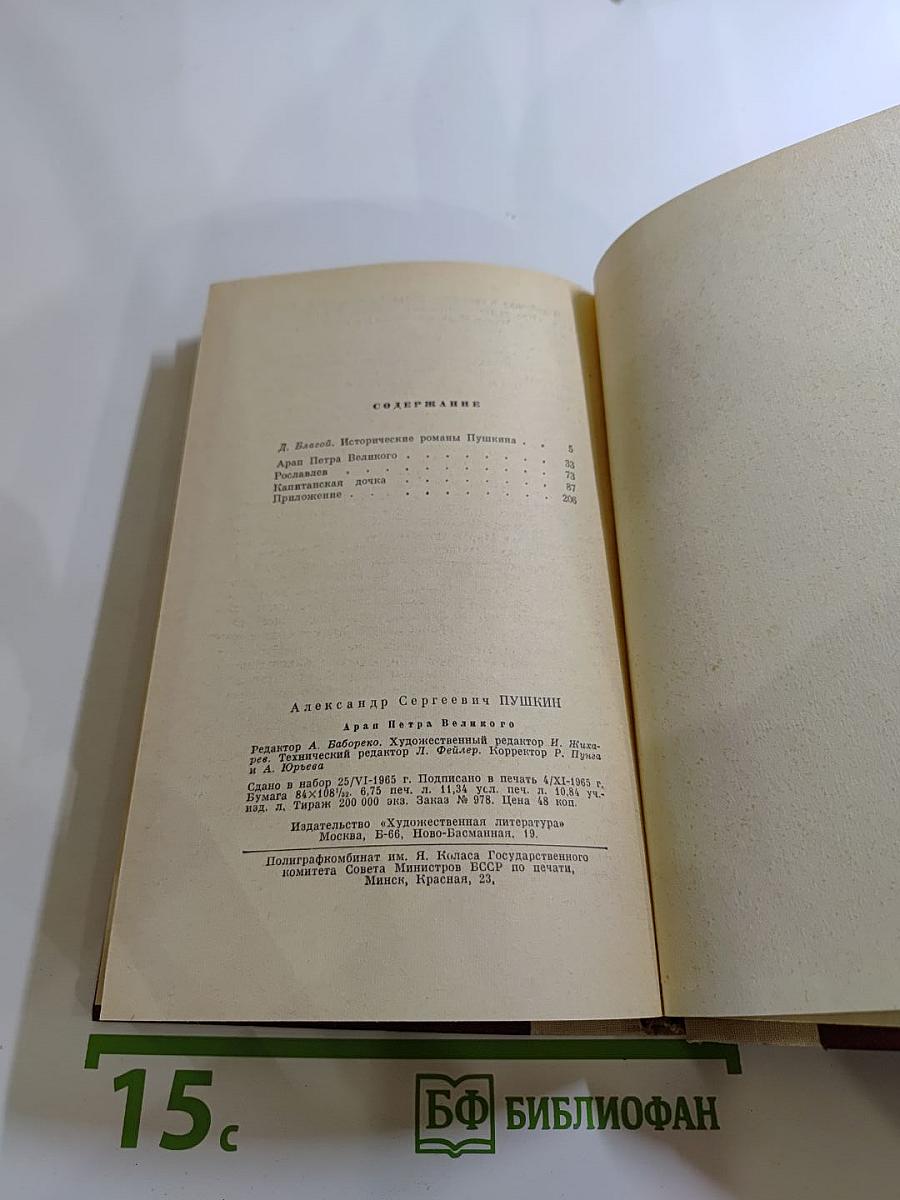 СОДЕРЖАНИЕ
Д. Благой. Исторические романы Пушкина . . 5
Арап Петра Великого . . . . . . . 33
Рославлев . . . . . . . . . 73
Капитанская дочка . . . . . . . 87
Приложение . . . . . . . . . 206
Александр Сергеевич ПУШКИН
Арап Петра Великого
Редактор А. Бабореко. Художественный редактор И. Жиха-
рев. Технический редактор Л. Фейлер. Корректор Р. Пунга
и А. Юрьева
Сдано в набор 25/VI-1965 г. Подписано в печать 4/XI-1965 г.
Бумага 84×108¹/₃₂. 6,75 печ. л. 11,34 усл. печ. л. 10,84 уч.-
изд. л. Тираж 200 000 экз. Заказ № 978. Цена 48 коп.
Издательство «Художественная литература»
Москва, Б-66, Ново-Басманная, 19.
Полиграфкомбинат им. Я. Коласа Государственного
комитета Совета Министров БССР по печати,
Минск, Красная, 23.
15 с
БФ БИБЛИОФАН